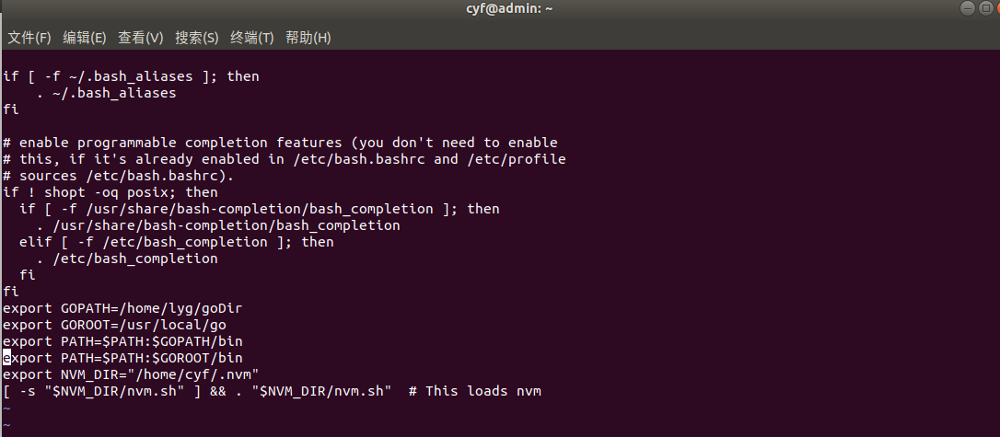 cyf@admin: ~
文件(F) 编辑(E) 查看(V) 搜索(S) 终端(T) 帮助(H)
if [ -f ~/.bash_aliases ]; then
    . ~/.bash_aliases
fi
# enable programmable completion features (you don't need to enable
# this, if it's already enabled in /etc/bash.bashrc and /etc/profile
# sources /etc/bash.bashrc).
if ! shopt -oq posix; then
  if [ -f /usr/share/bash-completion/bash_completion ]; then
    . /usr/share/bash-completion/bash_completion
  elif [ -f /etc/bash_completion ]; then
    . /etc/bash_completion
  fi
fi
export GOPATH=/home/lyg/goDir
export GOROOT=/usr/local/go
export PATH=$PATH:$GOPATH/bin
export PATH=$PATH:$GOROOT/bin
export NVM_DIR="/home/cyf/.nvm"
[ -s "$NVM_DIR/nvm.sh" ] && . "$NVM_DIR/nvm.sh"  # This loads nvm
~
~